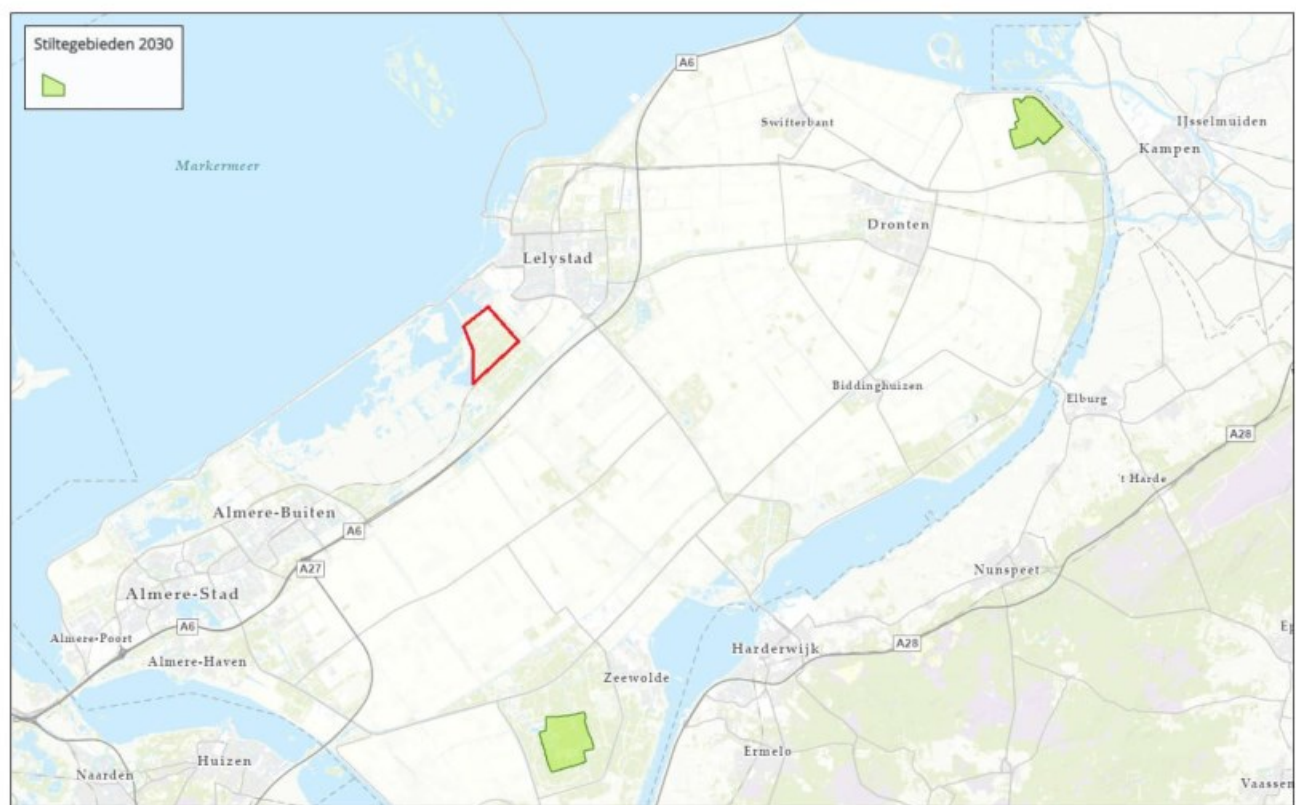 Stiltegebieden 2030
A6
Swifterbant
IJsselmuiden
Kampen
Markermeer
Dronten
Lelystad
Biddinghuizen
Elburg
A28
't Harde
Almere-Buiten
A6
A27
Nunspeet
Almere-Stad
A6
Almere-Poort
Almere-Haven
Harderwijk
A28
Zeewolde
Ep
Ermelo
Huizen
Naarden
Vaassen